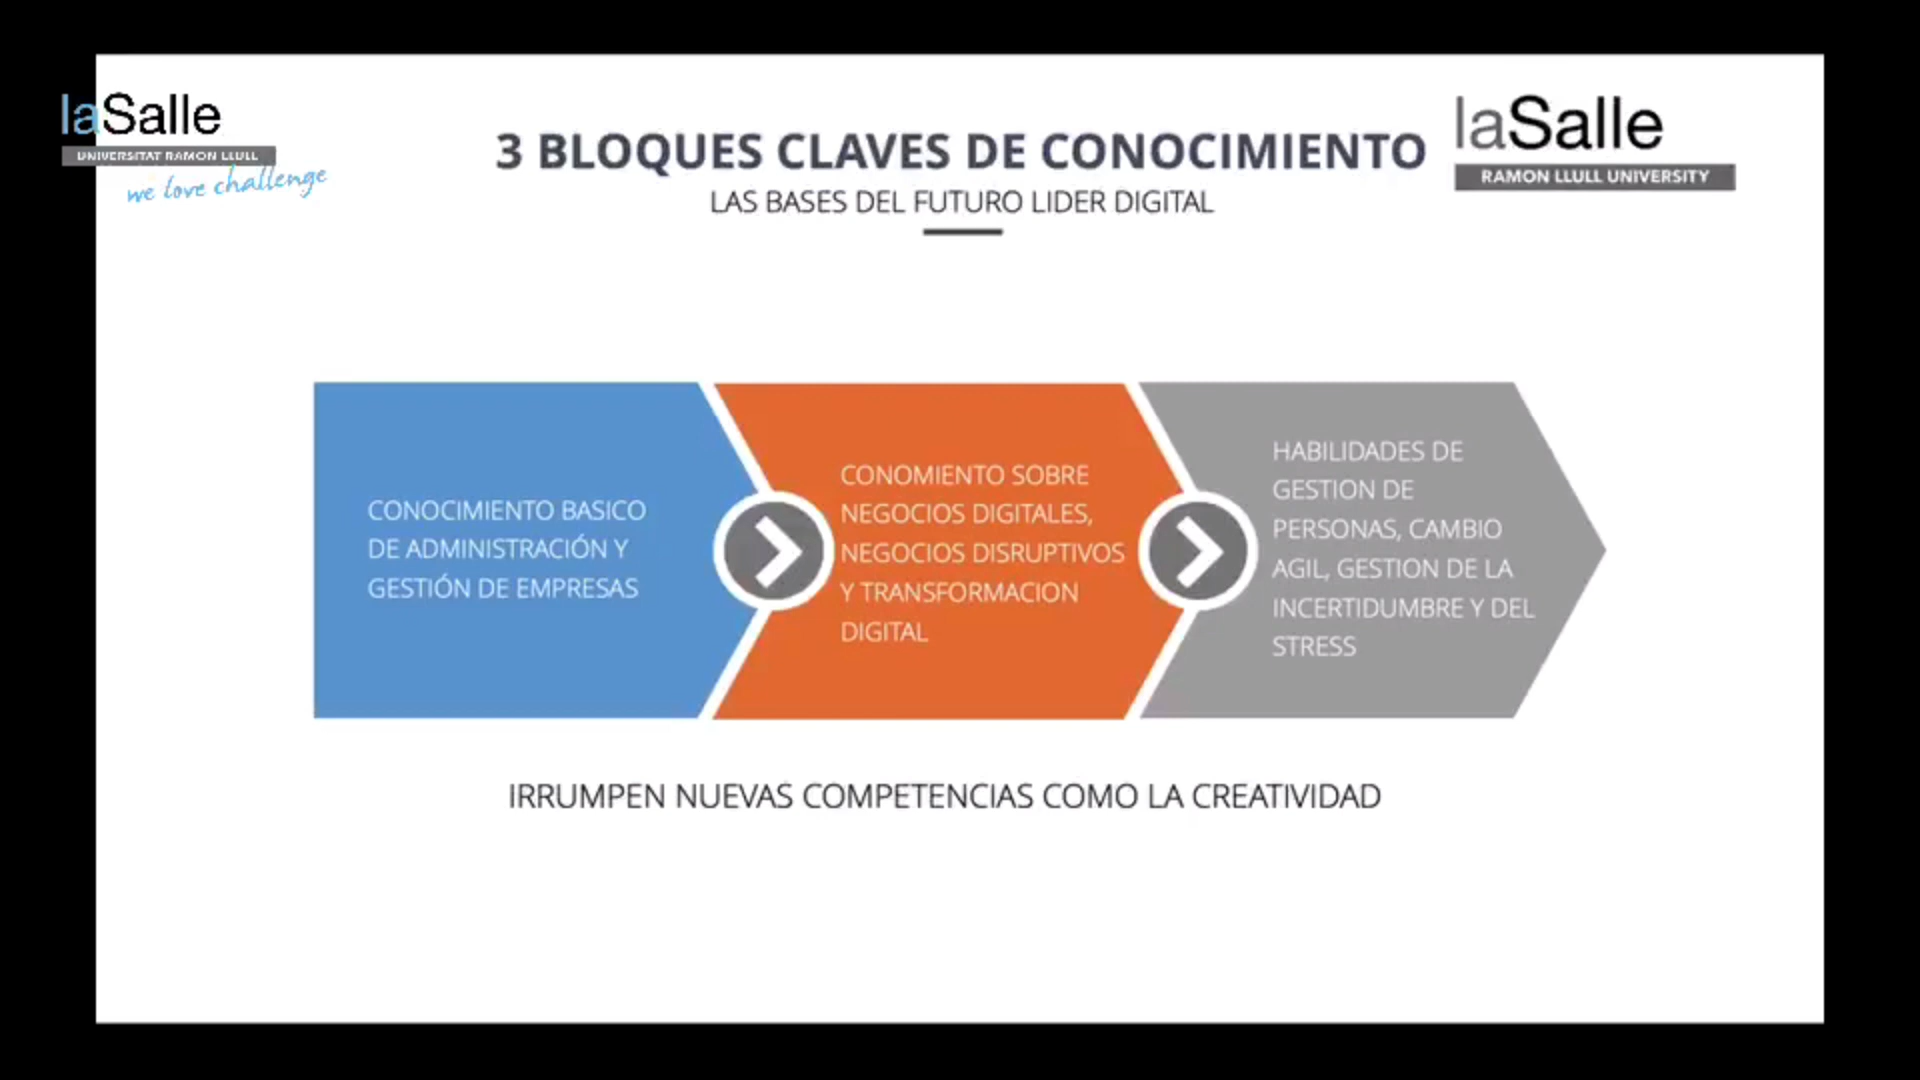 laSalle
UNIVERSITAT RAMON LLULL
we love challenge
3 BLOQUES CLAVES DE CONOCIMIENTO
LAS BASES DEL FUTURO LIDER DIGITAL
laSalle
RAMON LLULL UNIVERSITY
CONOCIMIENTO BASICO
DE ADMINISTRACIÓN Y
GESTIÓN DE EMPRESAS
CONOMIENTO SOBRE
NEGOCIOS DIGITALES,
NEGOCIOS DISRUPTIVOS
Y TRANSFORMACION
DIGITAL
HABILIDADES DE
GESTION DE
PERSONAS, CAMBIO
AGIL, GESTION DE LA
INCERTIDUMBRE Y DEL
STRESS
IRRUMPEN NUEVAS COMPETENCIAS COMO LA CREATIVIDAD